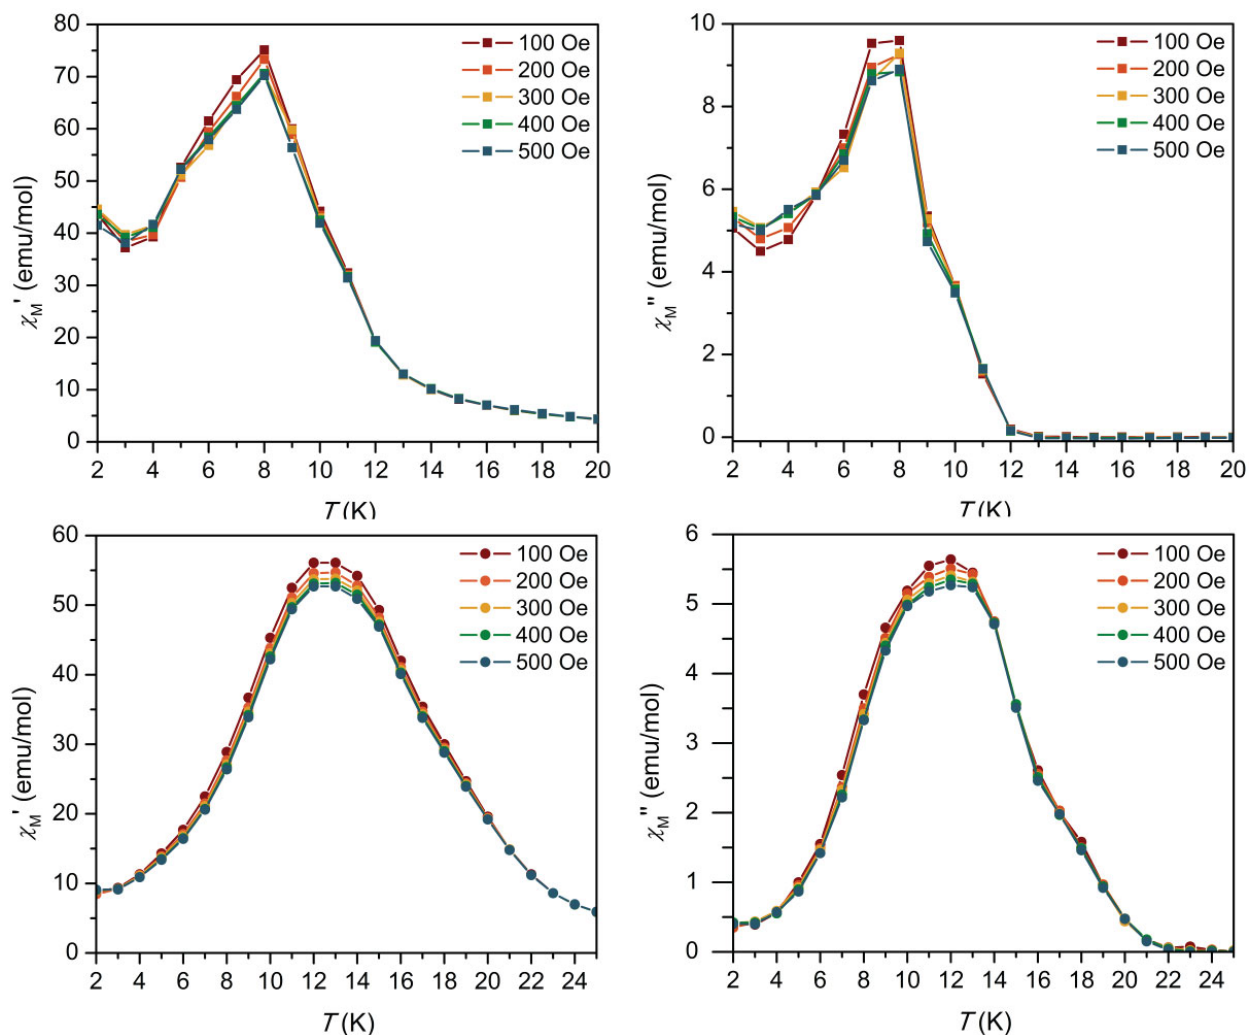 80
70
60
50
40
30
20
10
0
χM' (emu/mol)
2 4 6 8 10 12 14 16 18 20
T (K)
100 Oe
200 Oe
300 Oe
400 Oe
500 Oe
10
8
6
4
2
0
χM'' (emu/mol)
2 4 6 8 10 12 14 16 18 20
T (K)
100 Oe
200 Oe
300 Oe
400 Oe
500 Oe
60
50
40
30
20
10
0
χM' (emu/mol)
2 4 6 8 10 12 14 16 18 20 22 24
T (K)
100 Oe
200 Oe
300 Oe
400 Oe
500 Oe
6
5
4
3
2
1
0
χM'' (emu/mol)
2 4 6 8 10 12 14 16 18 20 22 24
T (K)
100 Oe
200 Oe
300 Oe
400 Oe
500 Oe